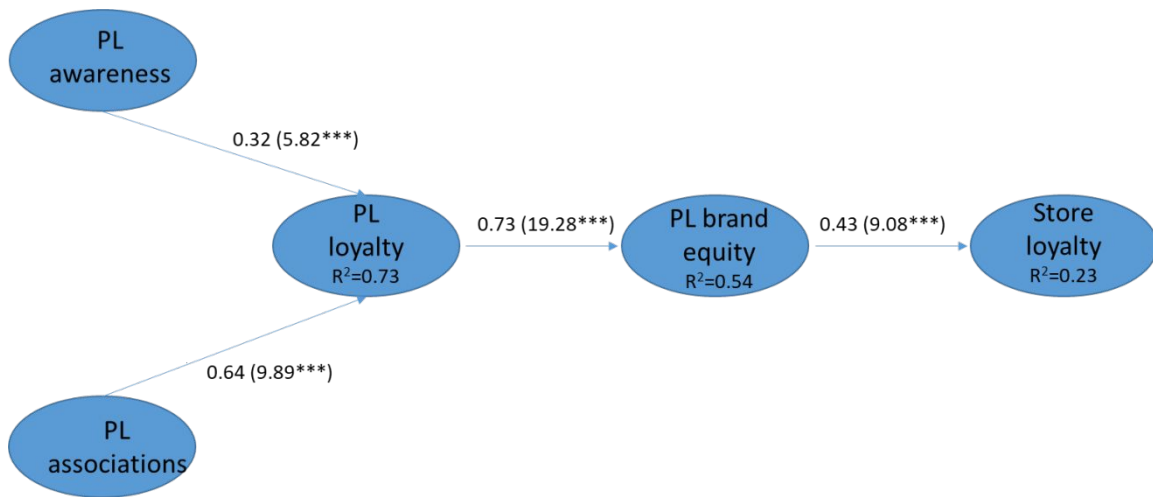 PL
awareness
0.32 (5.82***)
PL
loyalty
R²=0.73
0.73 (19.28***)
PL brand
equity
R²=0.54
0.43 (9.08***)
Store
loyalty
R²=0.23
0.64 (9.89***)
PL
associations